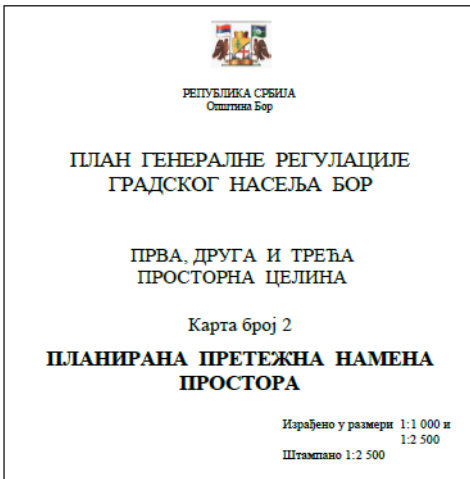 РЕПУБЛИКА СРБИЈА
Општина Бор
ПЛАН ГЕНЕРАЛНЕ РЕГУЛАЦИЈЕ
ГРАДСКОГ НАСЕЉА БОР
ПРВА, ДРУГА И ТРЕЋА
ПРОСТОРНА ЦЕЛИНА
Карта број 2
ПЛАНИРАНА ПРЕТЕЖНА НАМЕНА
ПРОСТОРА
Израђено у размери 1:1 000 и
1:2 500
Штампано 1:2 500